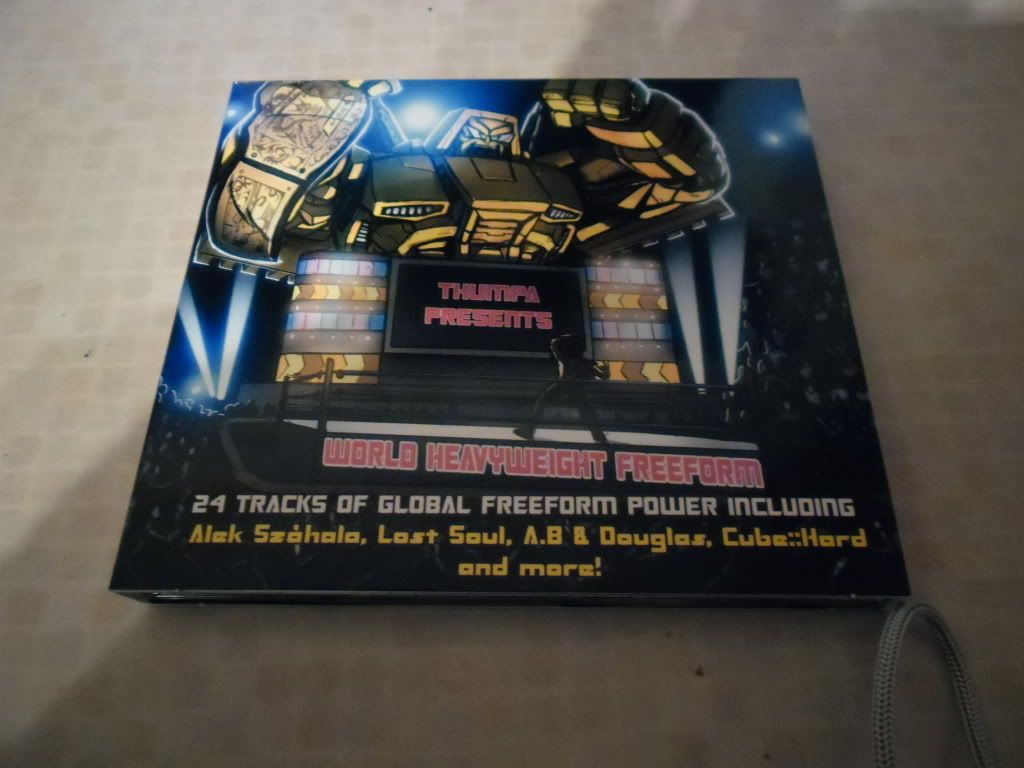 THUMPA
PRESENTS
WORLD HEAVYWEIGHT FREEFORM
24 TRACKS OF GLOBAL FREEFORM POWER INCLUDING
Alek Száhala, Lost Soul, A.B & Douglas, Cube::Hard
and more!